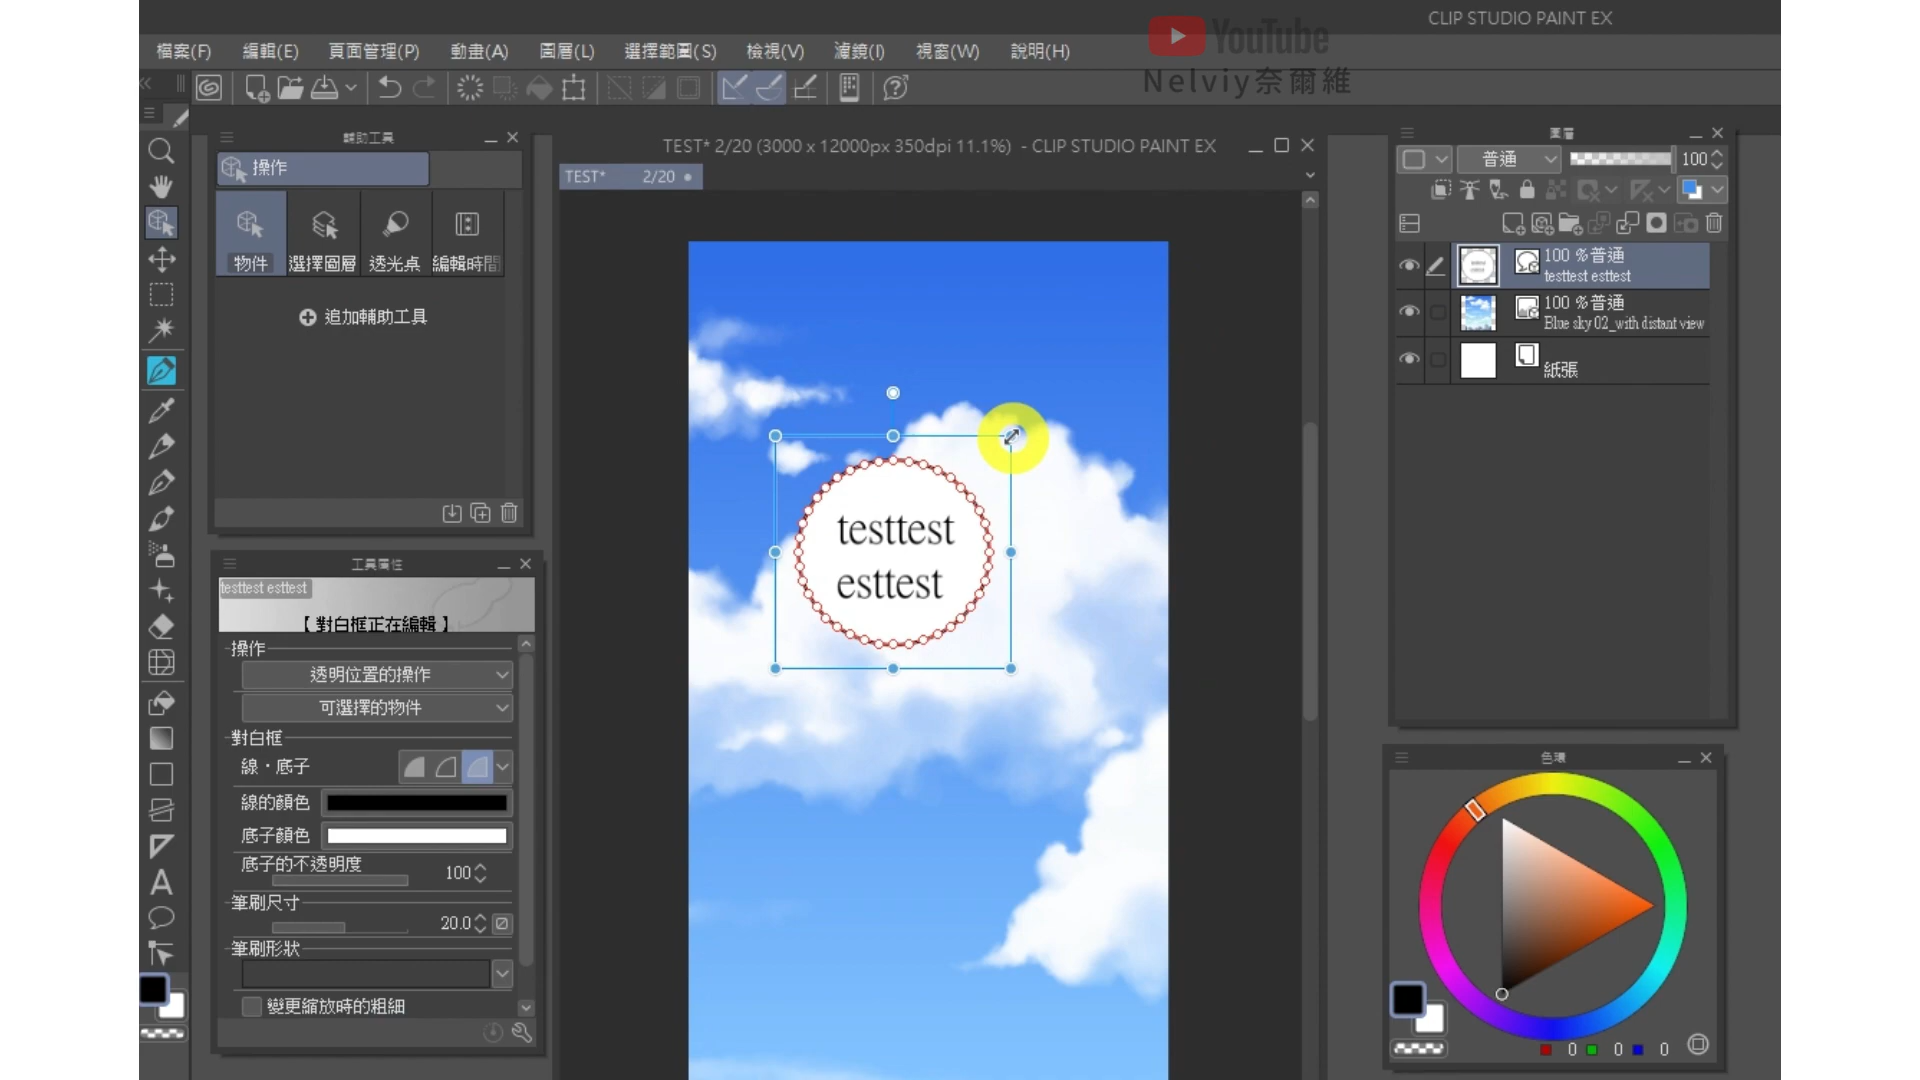 CLIP STUDIO PAINT EX
YouTube
Nelviy奈爾維
檔案(F) 編輯(E) 頁面管理(P) 動畫(A) 圖層(L) 選擇範圍(S) 檢視(V) 濾鏡(I) 視窗(W) 說明(H)
輔助工具
操作
物件 選擇圖層 透光桌 編輯時間
追加輔助工具
TEST* 2/20 (3000 x 12000px 350dpi 11.1%) - CLIP STUDIO PAINT EX
TEST* 2/20
testtest
esttest
工具屬性
testtest esttest
【 對白框正在編輯 】
操作
透明位置的操作
可選擇的物件
對白框
線・底子
線的顏色
底子顏色
底子的不透明度 100
筆刷尺寸 20.0
筆刷形狀
變更縮放時的粗細
圖層
普通 100
100 %普通
testtest esttest
100 %普通
Blue sky 02_with distant view
紙張
色環
0 0 0